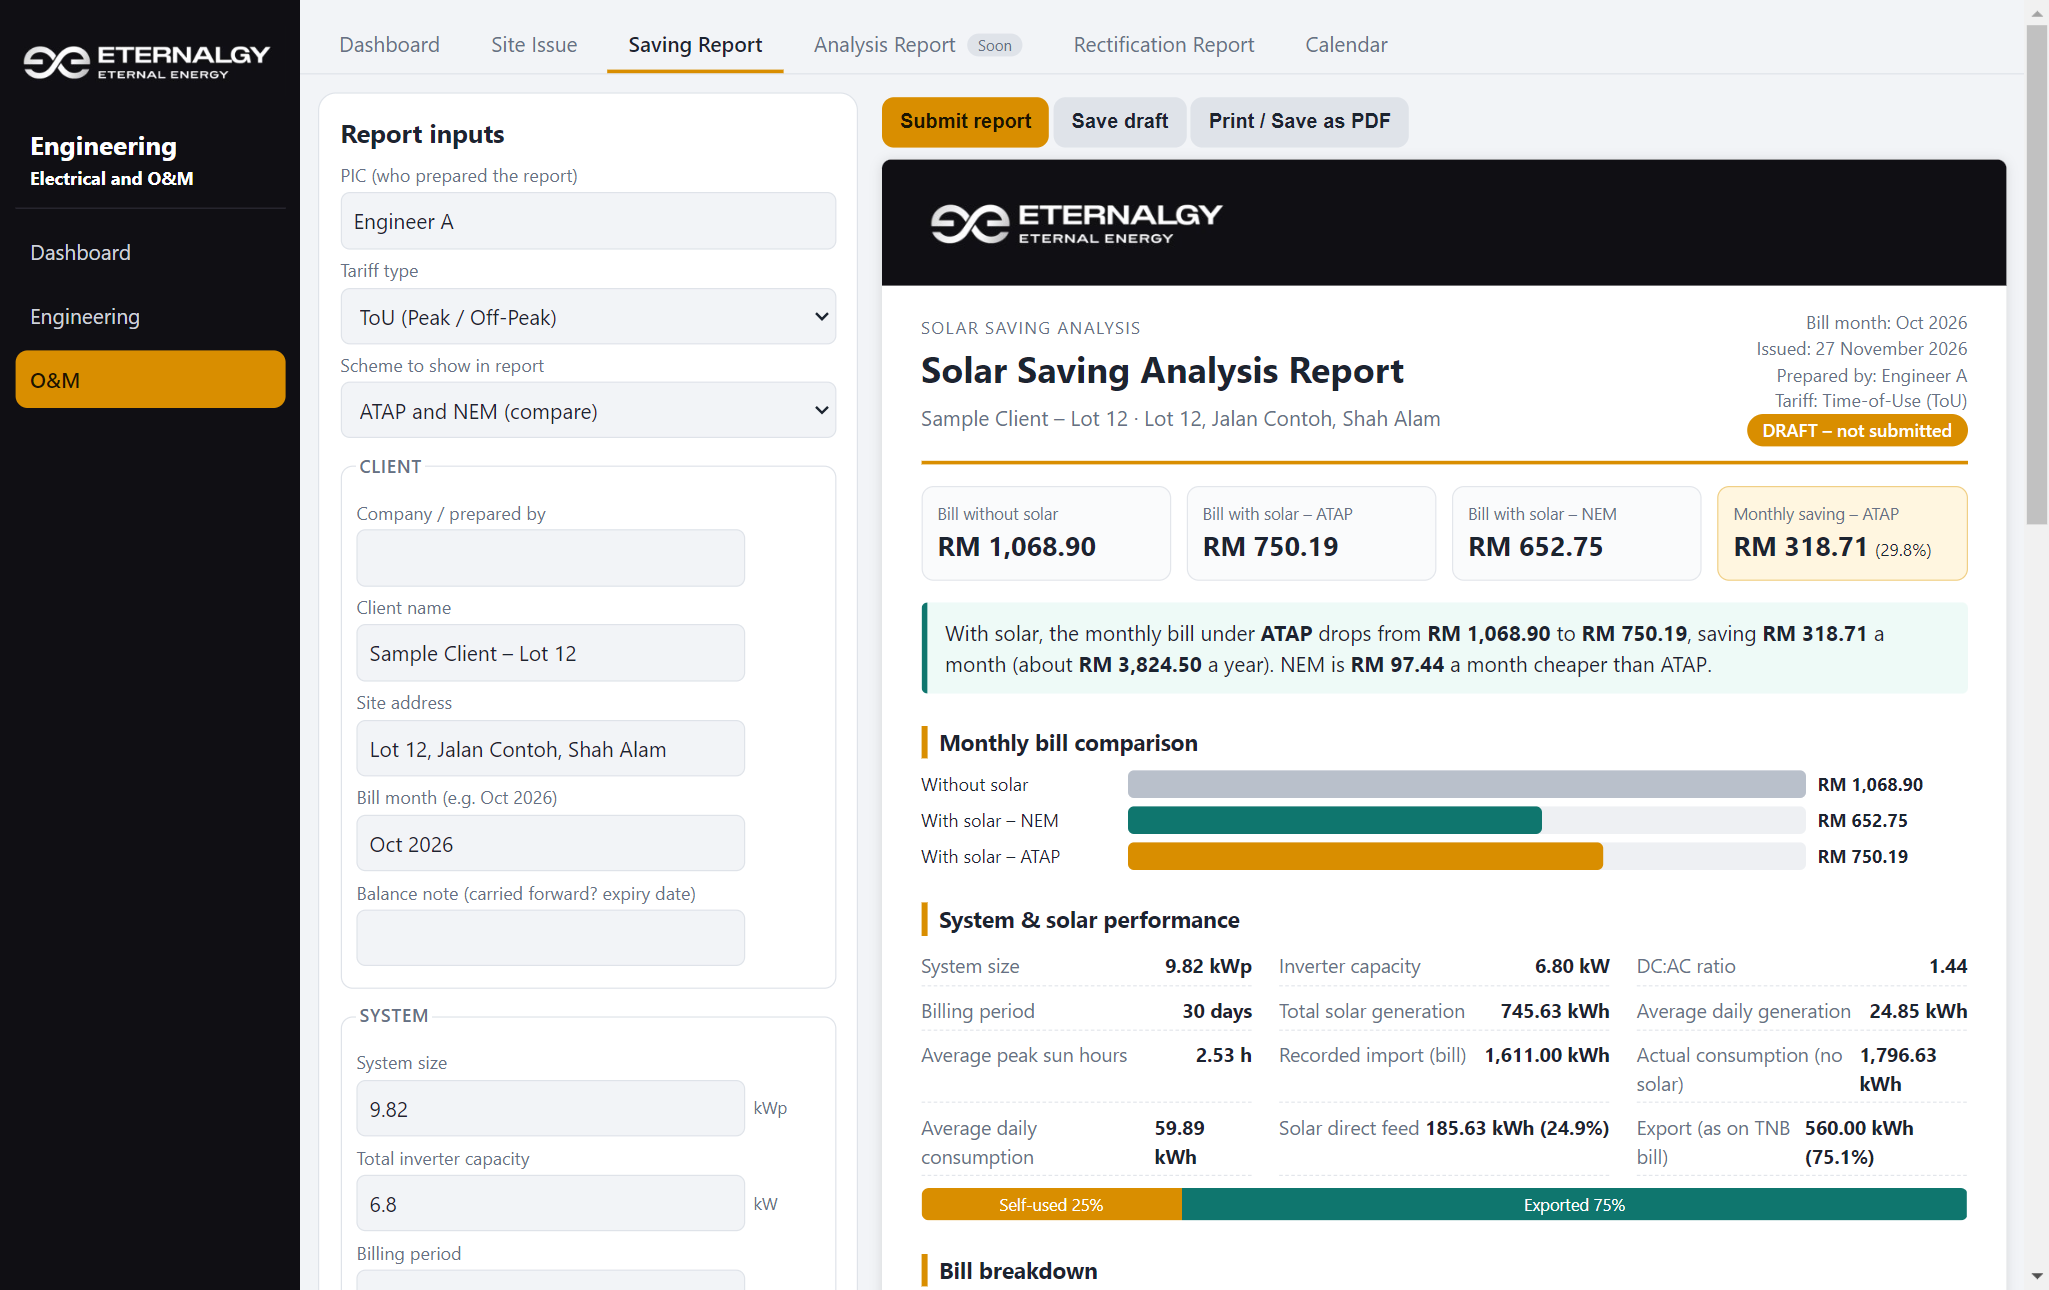 ETERNALGY
ETERNAL ENERGY
Engineering
Electrical and O&M
Dashboard
Engineering
O&M
Dashboard
Site Issue
Saving Report
Analysis Report
Soon
Rectification Report
Calendar
Report inputs
PIC (who prepared the report)
Engineer A
Tariff type
ToU (Peak / Off-Peak)
Scheme to show in report
ATAP and NEM (compare)
CLIENT
Company / prepared by
Client name
Sample Client – Lot 12
Site address
Lot 12, Jalan Contoh, Shah Alam
Bill month (e.g. Oct 2026)
Oct 2026
Balance note (carried forward? expiry date)
SYSTEM
System size
9.82
kWp
Total inverter capacity
6.8
kW
Billing period
Submit report
Save draft
Print / Save as PDF
ETERNALGY
ETERNAL ENERGY
SOLAR SAVING ANALYSIS
Solar Saving Analysis Report
Sample Client – Lot 12 · Lot 12, Jalan Contoh, Shah Alam
Bill month: Oct 2026
Issued: 27 November 2026
Prepared by: Engineer A
Tariff: Time-of-Use (ToU)
DRAFT – not submitted
Bill without solar
RM 1,068.90
Bill with solar – ATAP
RM 750.19
Bill with solar – NEM
RM 652.75
Monthly saving – ATAP
RM 318.71 (29.8%)
With solar, the monthly bill under ATAP drops from RM 1,068.90 to RM 750.19, saving RM 318.71 a
month (about RM 3,824.50 a year). NEM is RM 97.44 a month cheaper than ATAP.
Monthly bill comparison
Without solar
RM 1,068.90
With solar – NEM
RM 652.75
With solar – ATAP
RM 750.19
System & solar performance
System size
9.82 kWp
Inverter capacity
6.80 kW
DC:AC ratio
1.44
Billing period
30 days
Total solar generation
745.63 kWh
Average daily generation
24.85 kWh
Average peak sun hours
2.53 h
Recorded import (bill)
1,611.00 kWh
Actual consumption (no
solar)
1,796.63
kWh
Average daily
consumption
59.89
kWh
Solar direct feed
185.63 kWh (24.9%)
Export (as on TNB
bill)
560.00 kWh
(75.1%)
Self-used 25%
Exported 75%
Bill breakdown